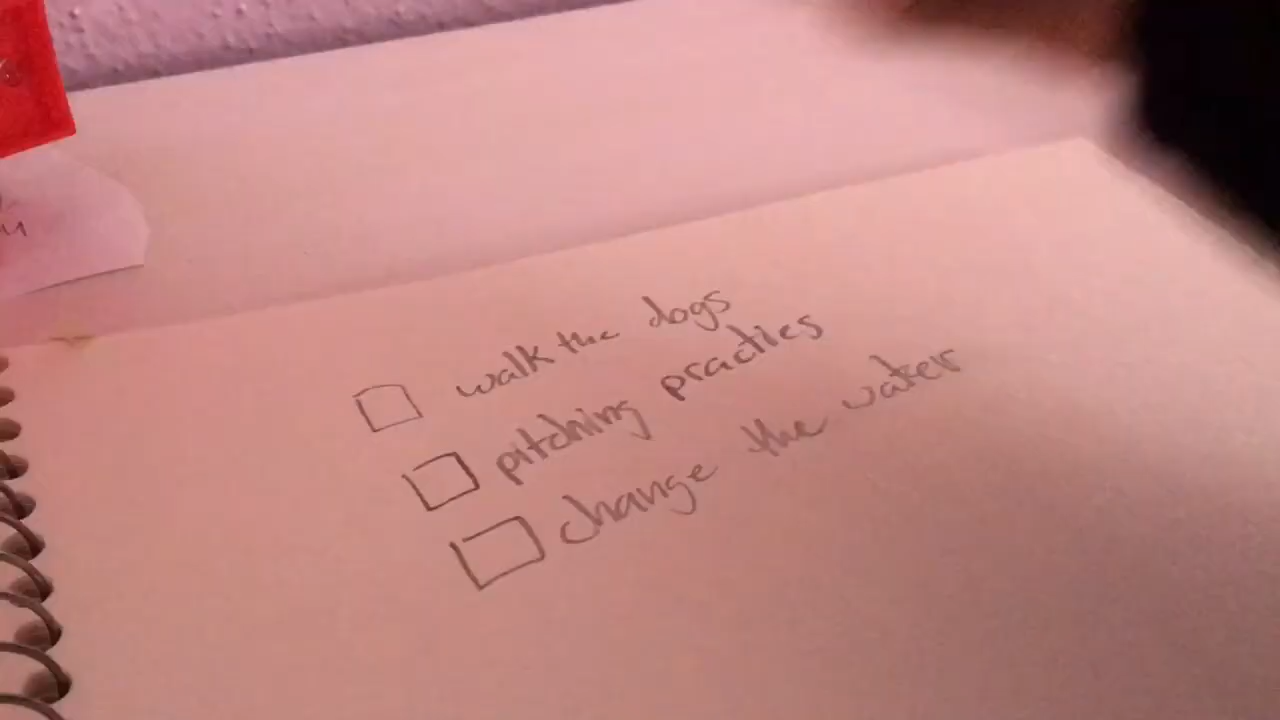 walk the dogs
pitching practies
change the water